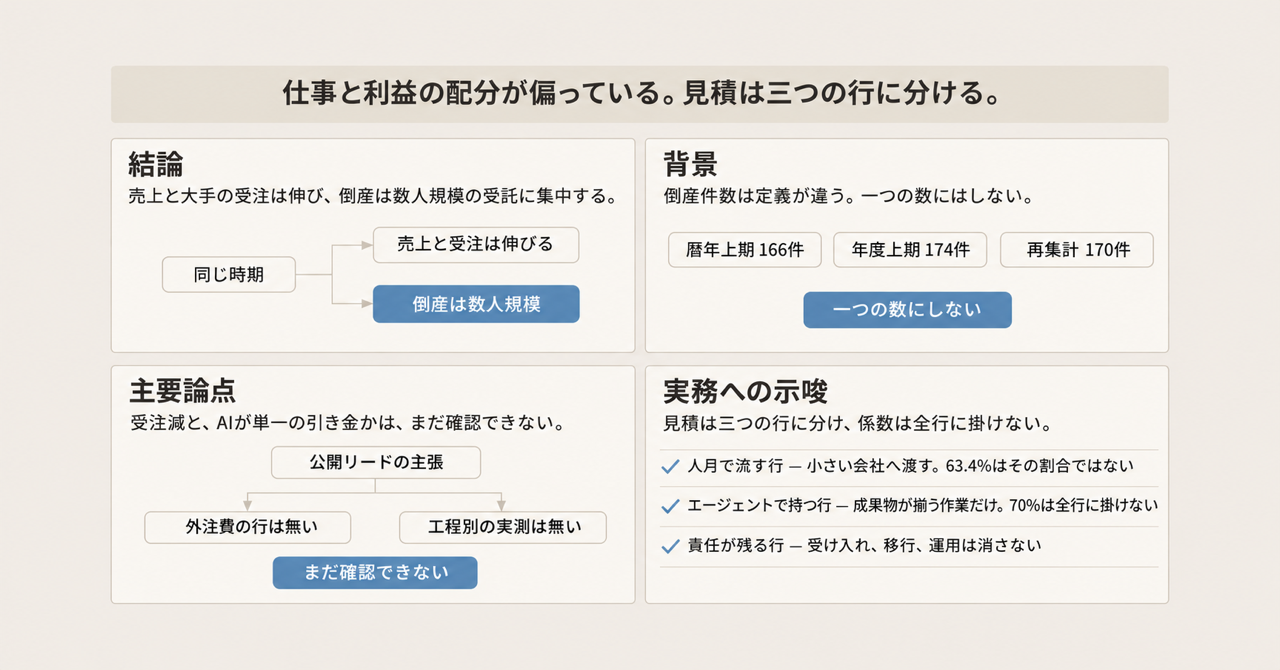 仕事と利益の配分が偏っている。見積は三つの行に分ける。
結論
売上と大手の受注は伸び、倒産は数人規模の受託に集中する。
同じ時期
売上と受注は伸びる
倒産は数人規模
背景
倒産件数は定義が違う。一つの数にはしない。
暦年上期 166件
年度上期 174件
再集計 170件
一つの数にしない
主要論点
受注減と、AIが単一の引き金かは、まだ確認できない。
公開リードの主張
外注費の行は無い
工程別の実測は無い
まだ確認できない
実務への示唆
見積は三つの行に分け、係数は全行に掛けない。
人月で流す行 — 小さい会社へ渡す。63.4%はその割合ではない
エージェントで持つ行 — 成果物が揃う作業だけ。70%は全行に掛けない
責任が残る行 — 受け入れ、移行、運用は消さない